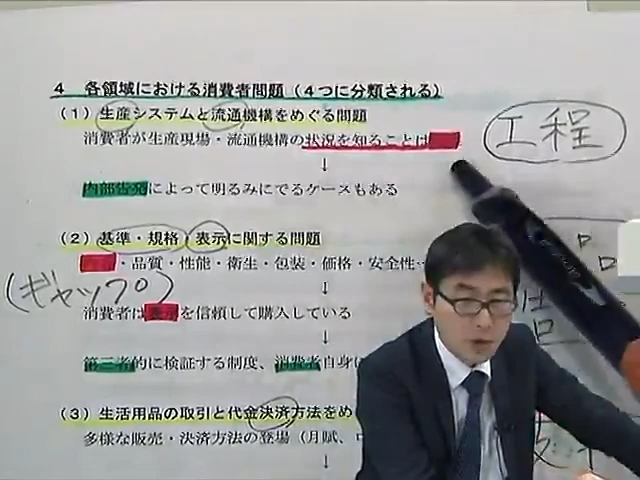 4 各領域における消費者問題（4つに分類される）
（1）生産システムと流通機構をめぐる問題
消費者が生産現場・流通機構の状況を知ることは
工程
↓
内部告発によって明るみにでるケースもある
（2）基準・規格・表示に関する問題
・品質・性能・衛生・包装・価格・安全性
(ギャップ)
↓
消費者は表示を信頼して購入している
↓
第三者的に検証する制度、消費者自身
（3）生活用品の取引と代金決済方法をめ
多様な販売・決済方法の登場（月賦、
↓